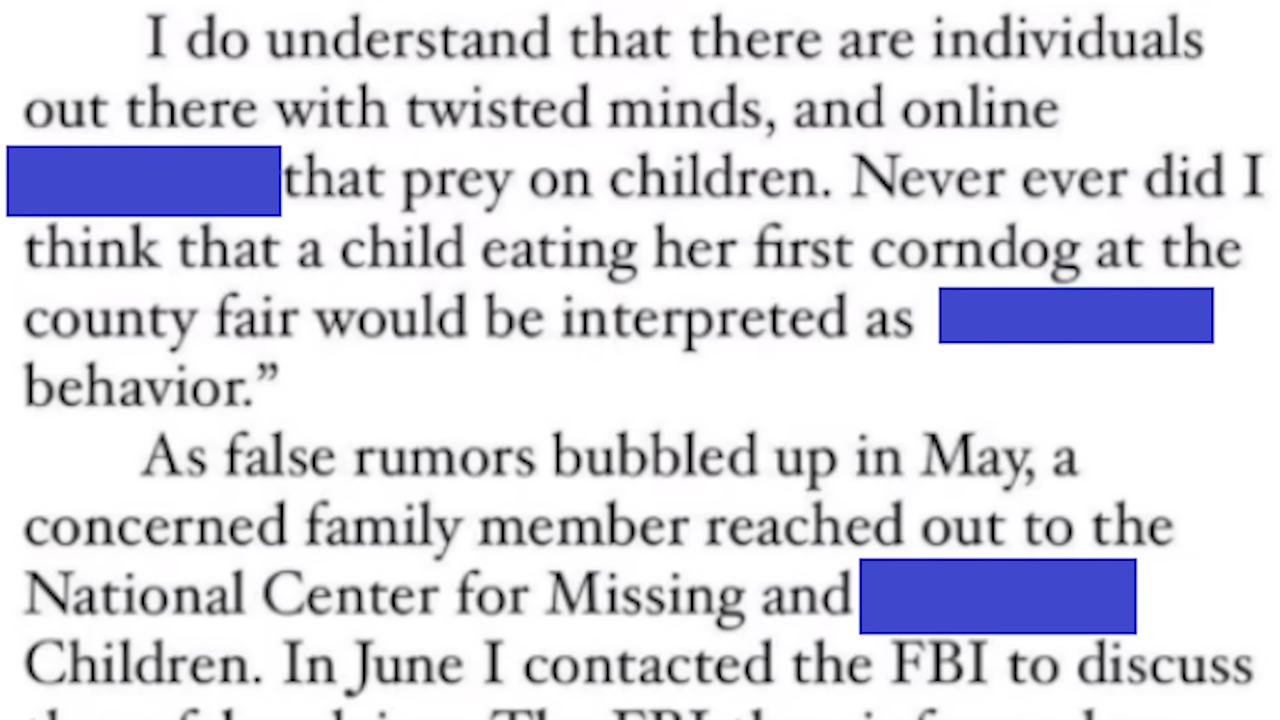 I do understand that there are individuals
out there with twisted minds, and online
that prey on children. Never ever did I
think that a child eating her first corndog at the
county fair would be interpreted as
behavior.”
As false rumors bubbled up in May, a
concerned family member reached out to the
National Center for Missing and
Children. In June I contacted the FBI to discuss